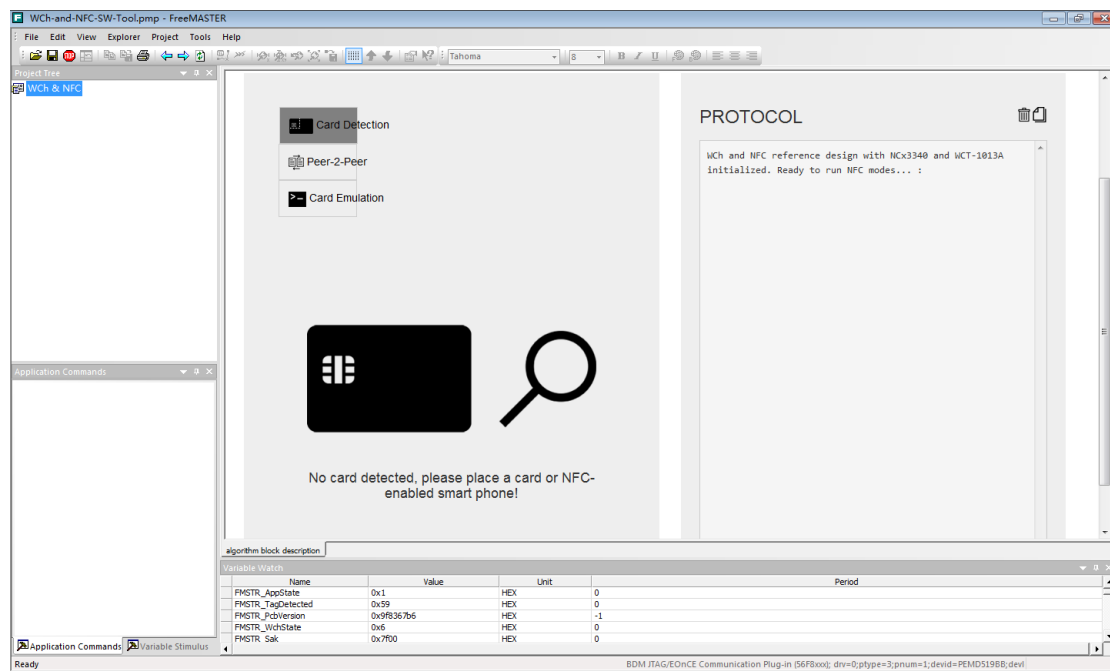 WCh-and-NFC-SW-Tool.pmp - FreeMASTER
File Edit View Explorer Project Tools Help
Tahoma 8 B I U
Project Tree
WCh & NFC
Card Detection
Peer-2-Peer
Card Emulation
No card detected, please place a card or NFC-
enabled smart phone!
PROTOCOL
WCh and NFC reference design with NCx3340 and WCT-1013A
initialized. Ready to run NFC modes... :
Application Commands
algorithm block description
Variable Watch
Name Value Unit Period
FMSTR_AppState 0x1 HEX 0
FMSTR_TagDetected 0x59 HEX 0
FMSTR_PcbVersion 0x9f8367b6 HEX -1
FMSTR_WchState 0x6 HEX 0
FMSTR_Sak 0x7f00 HEX 0
Application Commands Variable Stimulus
Ready
BDM JTAG/EOnCE Communication Plug-in (56F8xxx); drv=0;ptype=3;pnum=1;devid=PEMD519BB;devl